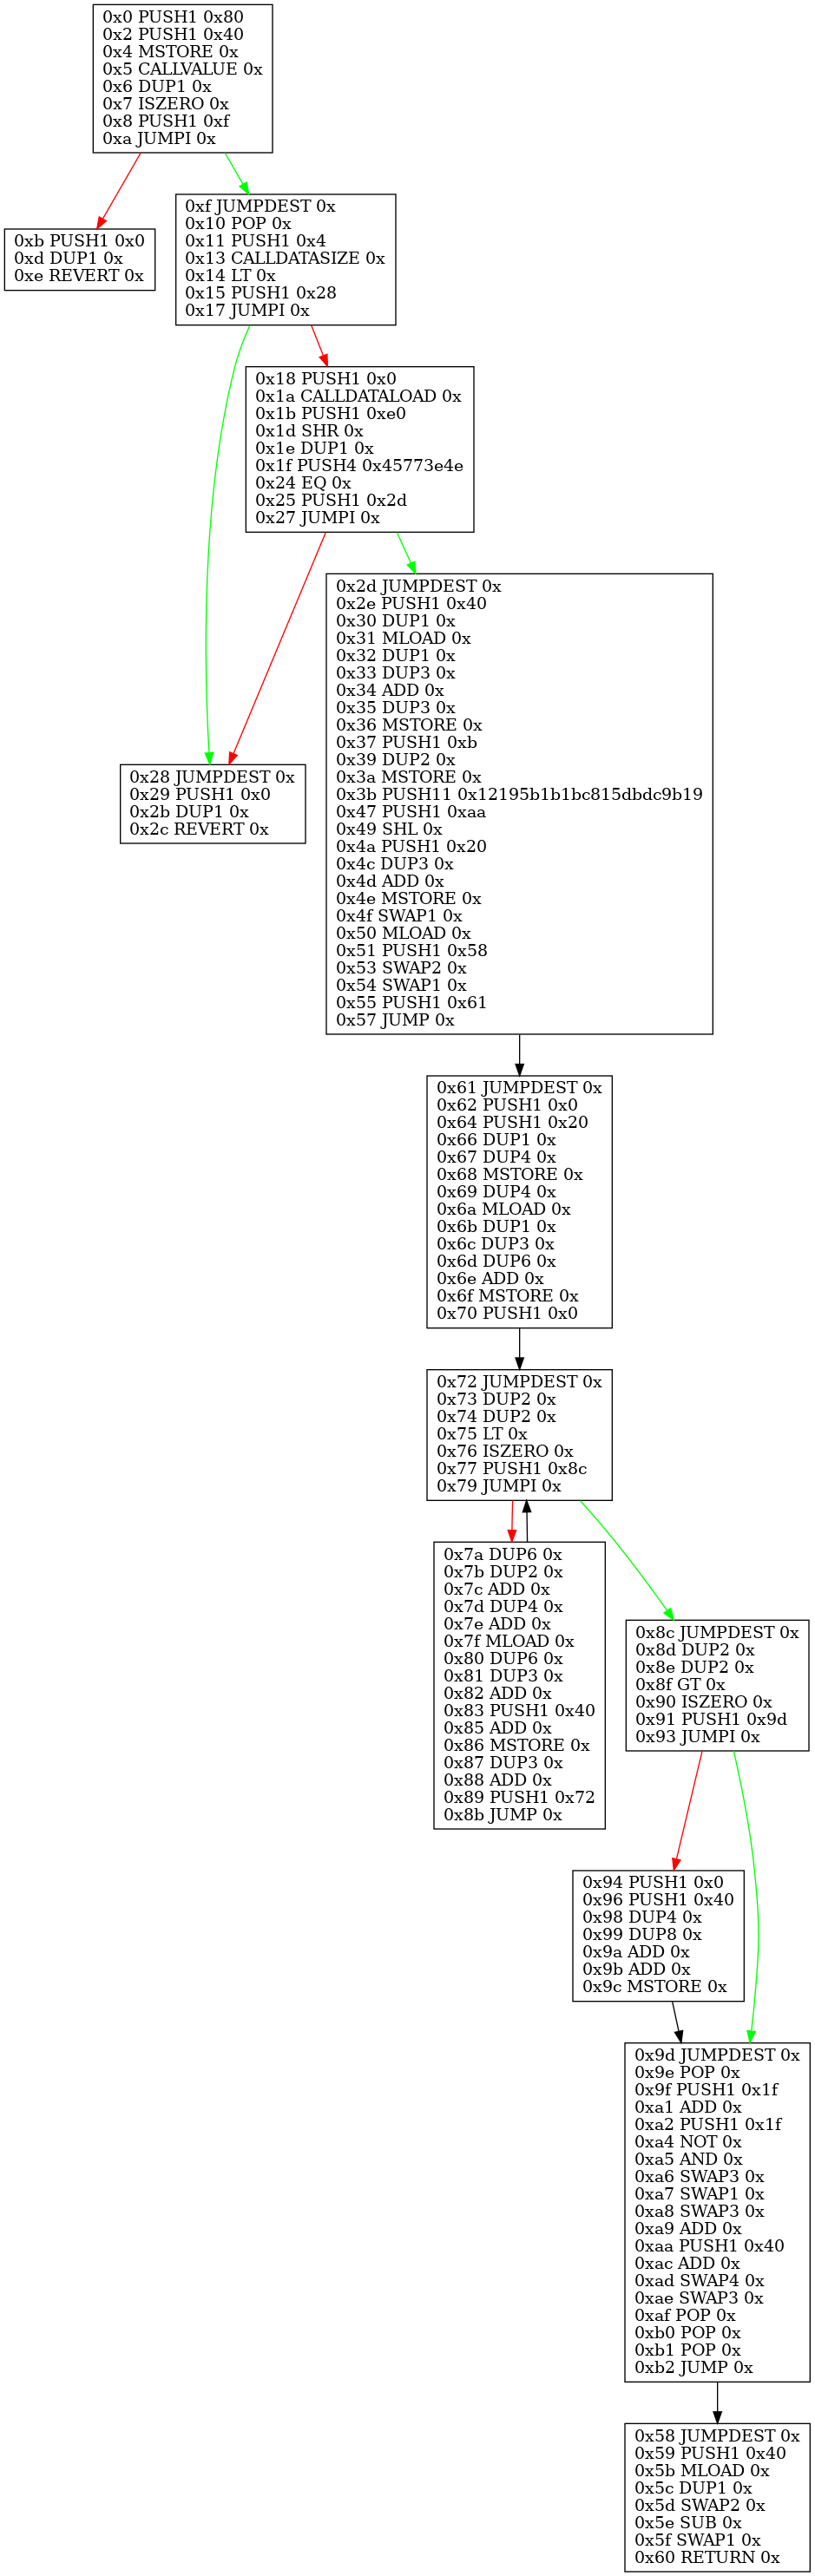 0x0 PUSH1 0x80
0x2 PUSH1 0x40
0x4 MSTORE 0x
0x5 CALLVALUE 0x
0x6 DUP1 0x
0x7 ISZERO 0x
0x8 PUSH1 0xf
0xa JUMPI 0x
0xb PUSH1 0x0
0xd DUP1 0x
0xe REVERT 0x
0xf JUMPDEST 0x
0x10 POP 0x
0x11 PUSH1 0x4
0x13 CALLDATASIZE 0x
0x14 LT 0x
0x15 PUSH1 0x28
0x17 JUMPI 0x
0x18 PUSH1 0x0
0x1a CALLDATALOAD 0x
0x1b PUSH1 0xe0
0x1d SHR 0x
0x1e DUP1 0x
0x1f PUSH4 0x45773e4e
0x24 EQ 0x
0x25 PUSH1 0x2d
0x27 JUMPI 0x
0x2d JUMPDEST 0x
0x2e PUSH1 0x40
0x30 DUP1 0x
0x31 MLOAD 0x
0x32 DUP1 0x
0x33 DUP3 0x
0x34 ADD 0x
0x35 DUP3 0x
0x36 MSTORE 0x
0x37 PUSH1 0xb
0x39 DUP2 0x
0x3a MSTORE 0x
0x3b PUSH11 0x12195b1b1bc815dbdc9b19
0x47 PUSH1 0xaa
0x49 SHL 0x
0x4a PUSH1 0x20
0x4c DUP3 0x
0x4d ADD 0x
0x4e MSTORE 0x
0x4f SWAP1 0x
0x50 MLOAD 0x
0x51 PUSH1 0x58
0x53 SWAP2 0x
0x54 SWAP1 0x
0x55 PUSH1 0x61
0x57 JUMP 0x
0x28 JUMPDEST 0x
0x29 PUSH1 0x0
0x2b DUP1 0x
0x2c REVERT 0x
0x61 JUMPDEST 0x
0x62 PUSH1 0x0
0x64 PUSH1 0x20
0x66 DUP1 0x
0x67 DUP4 0x
0x68 MSTORE 0x
0x69 DUP4 0x
0x6a MLOAD 0x
0x6b DUP1 0x
0x6c DUP3 0x
0x6d DUP6 0x
0x6e ADD 0x
0x6f MSTORE 0x
0x70 PUSH1 0x0
0x72 JUMPDEST 0x
0x73 DUP2 0x
0x74 DUP2 0x
0x75 LT 0x
0x76 ISZERO 0x
0x77 PUSH1 0x8c
0x79 JUMPI 0x
0x7a DUP6 0x
0x7b DUP2 0x
0x7c ADD 0x
0x7d DUP4 0x
0x7e ADD 0x
0x7f MLOAD 0x
0x80 DUP6 0x
0x81 DUP3 0x
0x82 ADD 0x
0x83 PUSH1 0x40
0x85 ADD 0x
0x86 MSTORE 0x
0x87 DUP3 0x
0x88 ADD 0x
0x89 PUSH1 0x72
0x8b JUMP 0x
0x8c JUMPDEST 0x
0x8d DUP2 0x
0x8e DUP2 0x
0x8f GT 0x
0x90 ISZERO 0x
0x91 PUSH1 0x9d
0x93 JUMPI 0x
0x94 PUSH1 0x0
0x96 PUSH1 0x40
0x98 DUP4 0x
0x99 DUP8 0x
0x9a ADD 0x
0x9b ADD 0x
0x9c MSTORE 0x
0x9d JUMPDEST 0x
0x9e POP 0x
0x9f PUSH1 0x1f
0xa1 ADD 0x
0xa2 PUSH1 0x1f
0xa4 NOT 0x
0xa5 AND 0x
0xa6 SWAP3 0x
0xa7 SWAP1 0x
0xa8 SWAP3 0x
0xa9 ADD 0x
0xaa PUSH1 0x40
0xac ADD 0x
0xad SWAP4 0x
0xae SWAP3 0x
0xaf POP 0x
0xb0 POP 0x
0xb1 POP 0x
0xb2 JUMP 0x
0x58 JUMPDEST 0x
0x59 PUSH1 0x40
0x5b MLOAD 0x
0x5c DUP1 0x
0x5d SWAP2 0x
0x5e SUB 0x
0x5f SWAP1 0x
0x60 RETURN 0x